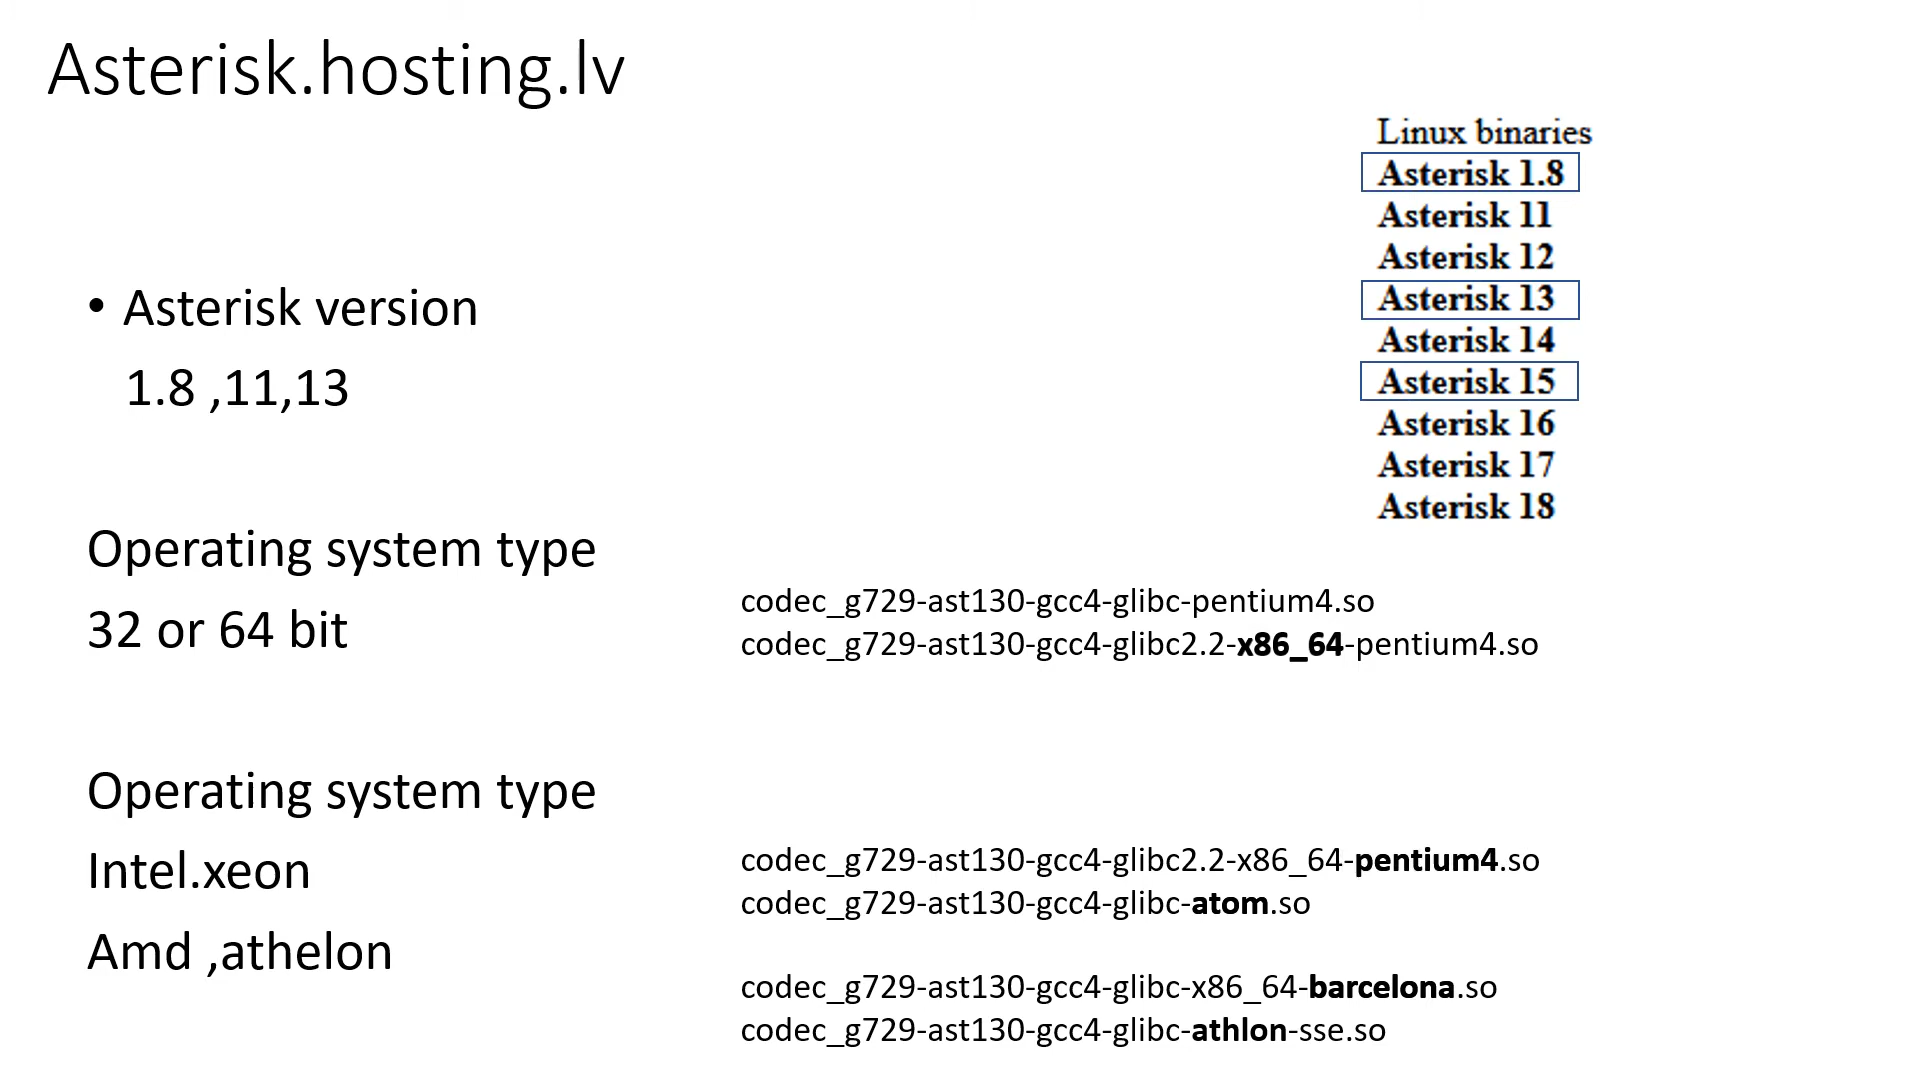 Asterisk.hosting.lv
Linux binaries
Asterisk 1.8
Asterisk 11
Asterisk 12
Asterisk 13
Asterisk 14
Asterisk 15
Asterisk 16
Asterisk 17
Asterisk 18
• Asterisk version
1.8 ,11,13
Operating system type
32 or 64 bit
codec_g729-ast130-gcc4-glibc-pentium4.so
codec_g729-ast130-gcc4-glibc2.2-x86_64-pentium4.so
Operating system type
Intel.xeon
Amd ,athelon
codec_g729-ast130-gcc4-glibc2.2-x86_64-pentium4.so
codec_g729-ast130-gcc4-glibc-atom.so
codec_g729-ast130-gcc4-glibc-x86_64-barcelona.so
codec_g729-ast130-gcc4-glibc-athlon-sse.so